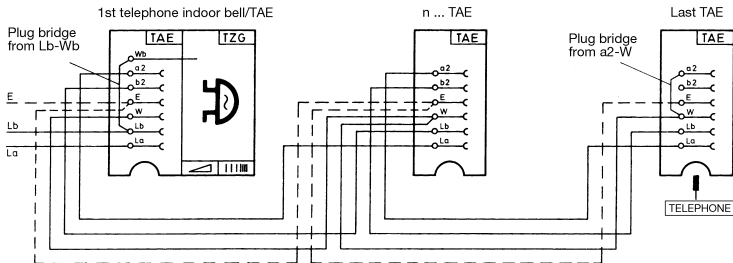 1st telephone indoor bell/TAE
n ... TAE
Last TAE
Plug bridge
from Lb-Wb
TAE
TZG
Wb
a2
b2
E
W
Lb
La
E
Lb
La
TAE
a2
b2
E
W
Lb
La
Plug bridge
from a2-W
TAE
a2
b2
E
W
Lb
La
TELEPHONE